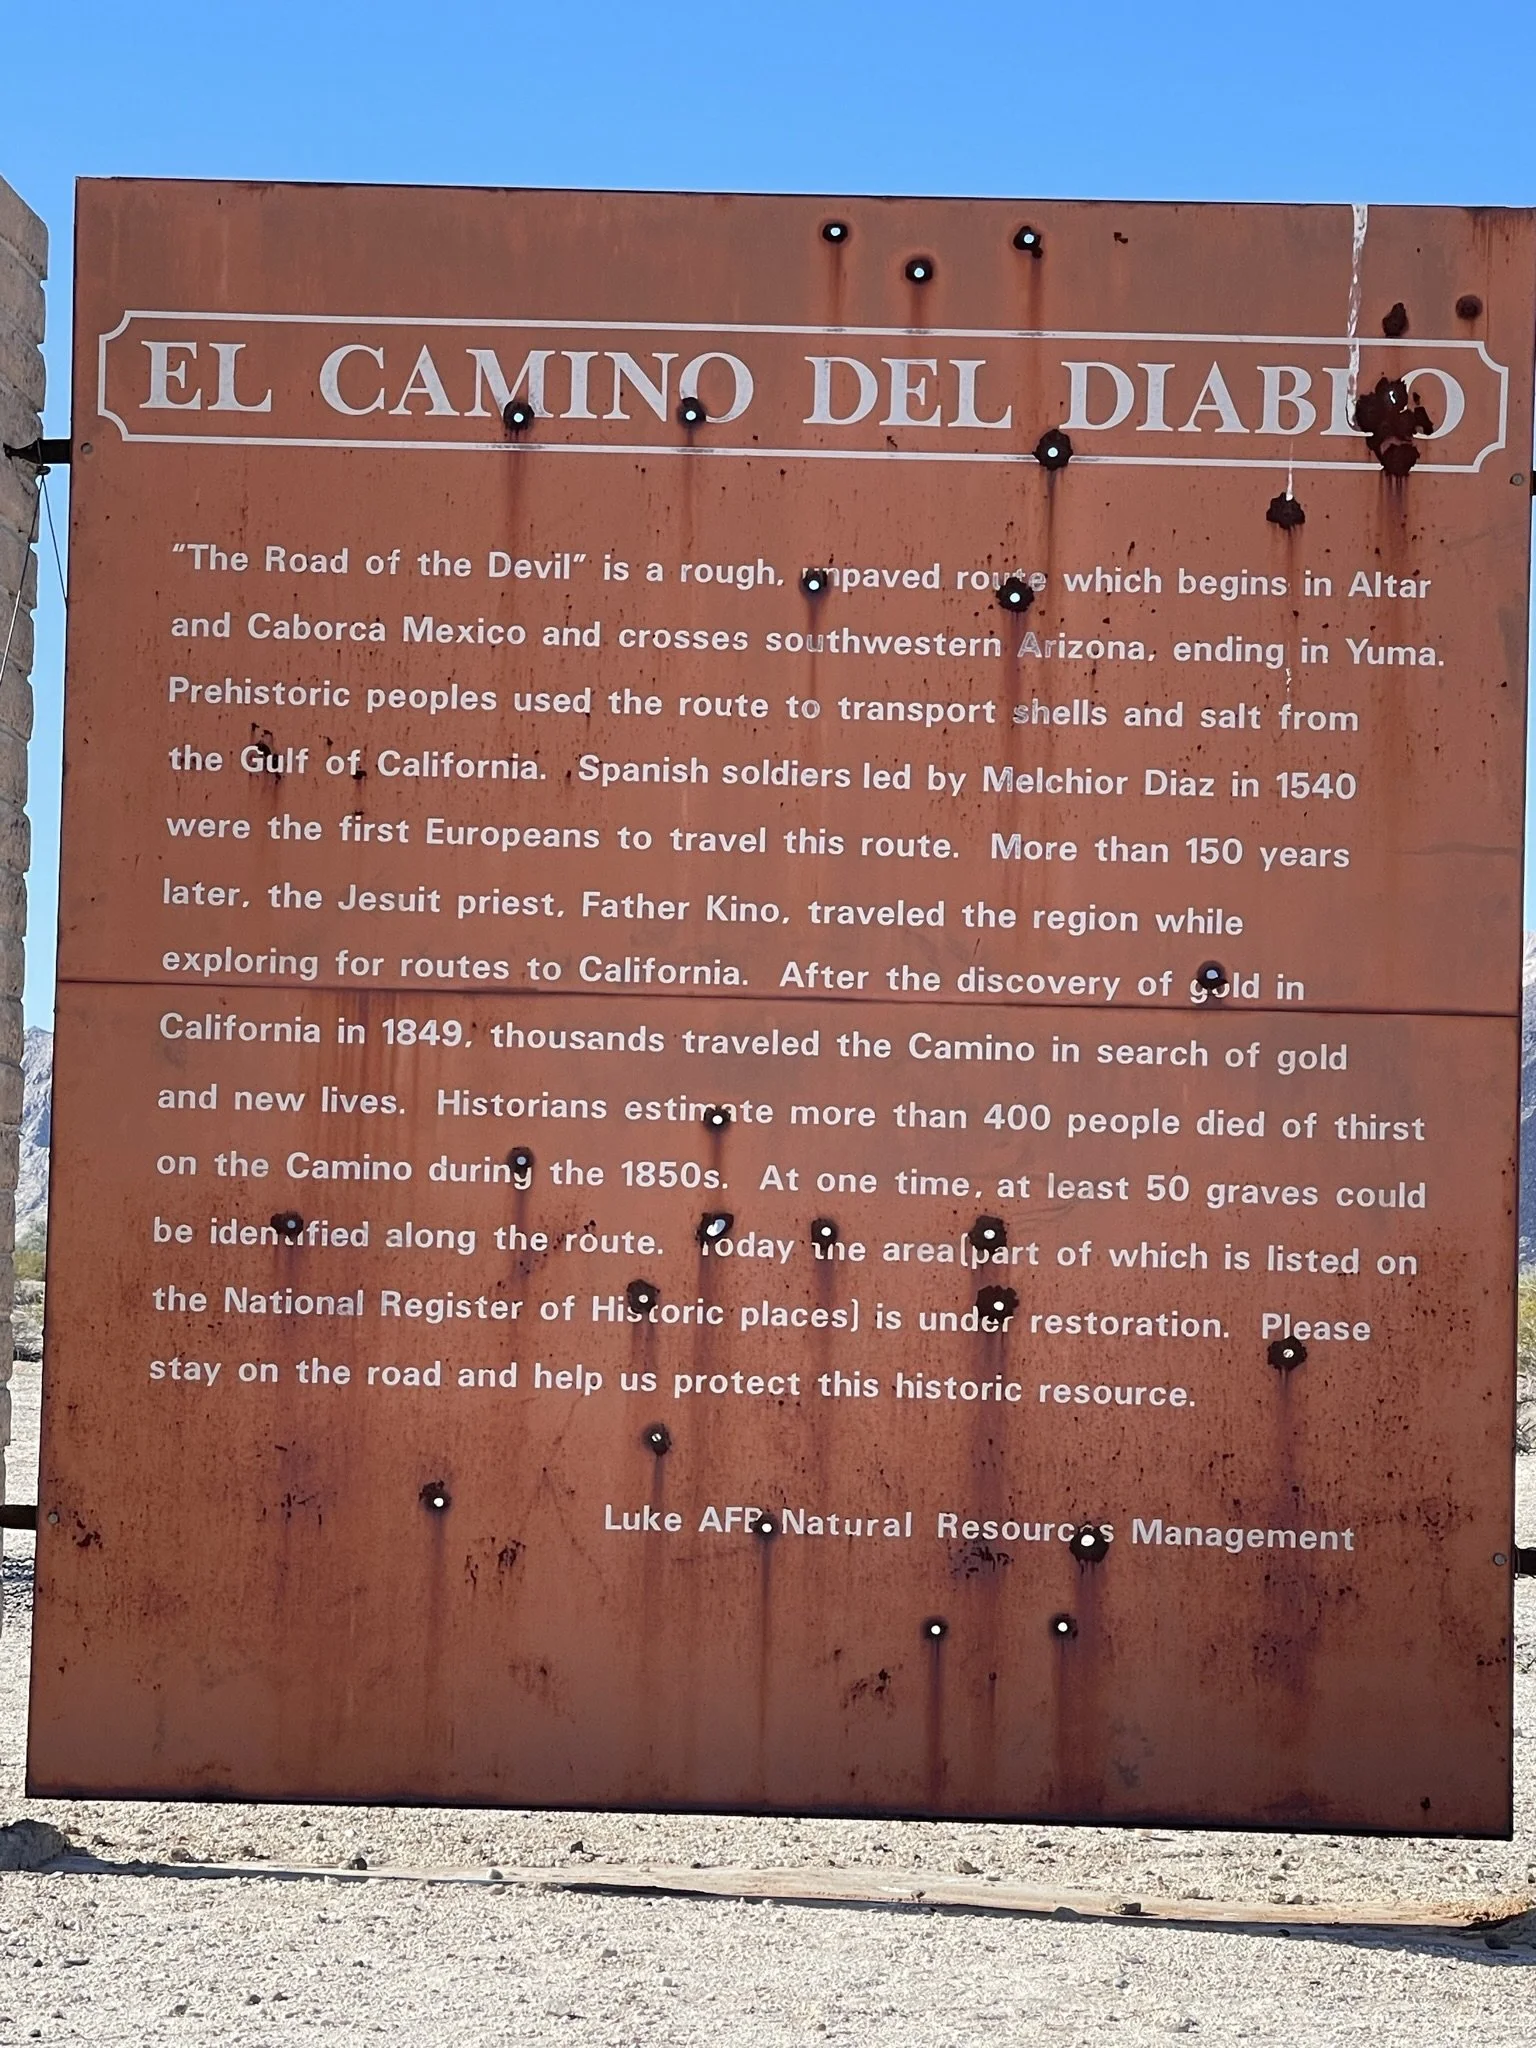 EL CAMINO DEL DIABLO
"The Road of the Devil" is a rough, unpaved route which begins in Altar
and Caborca Mexico and crosses southwestern Arizona, ending in Yuma.
Prehistoric peoples used the route to transport shells and salt from
the Gulf of California. Spanish soldiers led by Melchior Diaz in 1540
were the first Europeans to travel this route. More than 150 years
later, the Jesuit priest, Father Kino, traveled the region while
exploring for routes to California. After the discovery of gold in
California in 1849, thousands traveled the Camino in search of gold
and new lives. Historians estimate more than 400 people died of thirst
on the Camino during the 1850s. At one time, at least 50 graves could
be identified along the route. Today the area (part of which is listed on
the National Register of Historic places) is under restoration. Please
stay on the road and help us protect this historic resource.
Luke AFB Natural Resources Management